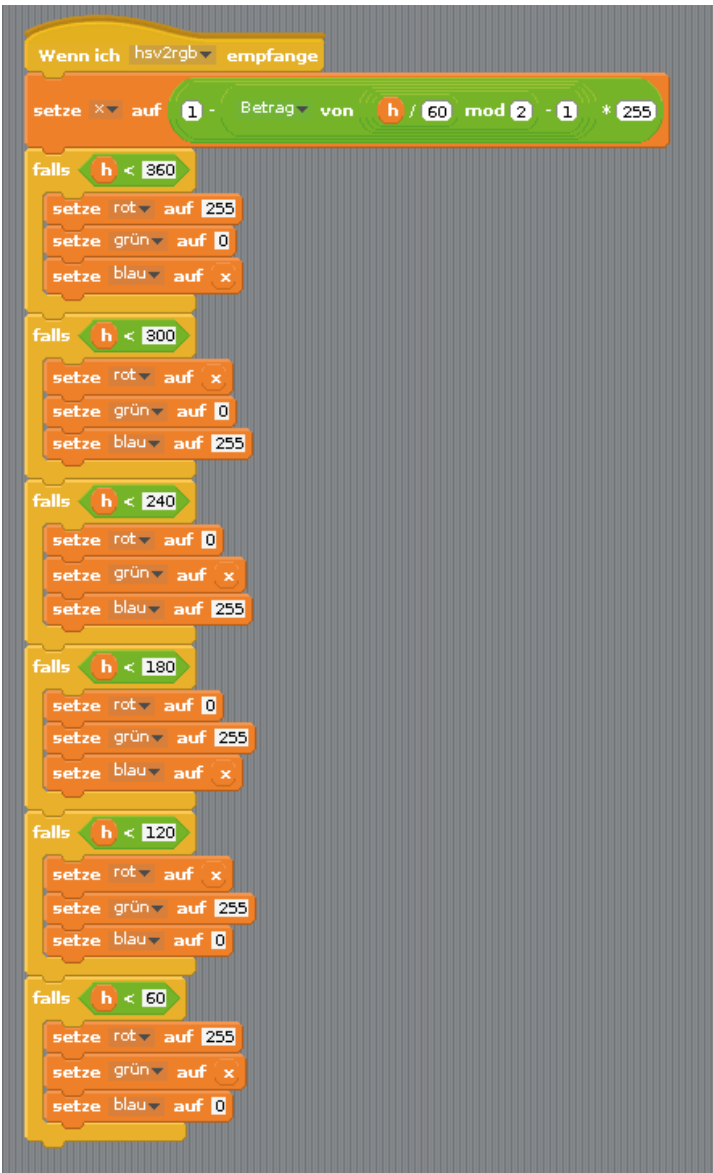 Wenn ich hsv2rgb empfange
setze x auf 1 - Betrag von h / 60 mod 2 - 1 * 255
falls h < 360
setze rot auf 255
setze grün auf 0
setze blau auf x
falls h < 300
setze rot auf x
setze grün auf 0
setze blau auf 255
falls h < 240
setze rot auf 0
setze grün auf x
setze blau auf 255
falls h < 180
setze rot auf 0
setze grün auf 255
setze blau auf x
falls h < 120
setze rot auf x
setze grün auf 255
setze blau auf 0
falls h < 60
setze rot auf 255
setze grün auf x
setze blau auf 0